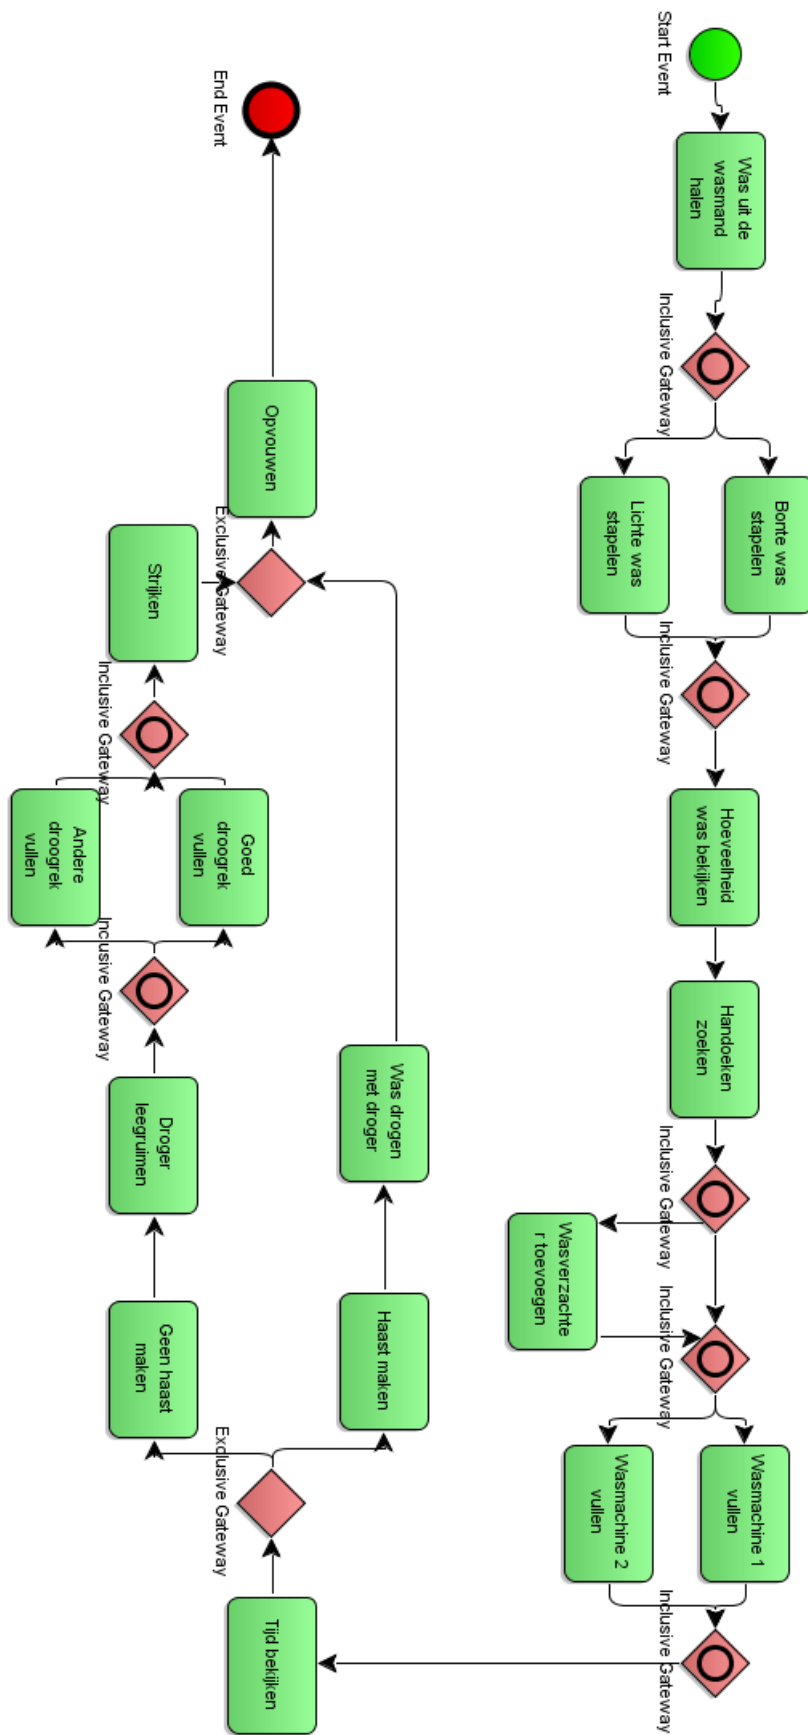 Start Event
Was uit de
wasmand
halen
Inclusive Gateway
Bonte was
stapelen
Lichte was
stapelen
Inclusive Gateway
Hoeveelheid
was bekijken
Handoeken
zoeken
Inclusive Gateway
Wasverzachte
r toevoegen
Inclusive Gateway
Wasmachine 1
vullen
Wasmachine 2
vullen
Inclusive Gateway
Tijd bekijken
Exclusive Gateway
Haast maken
Was drogen
met droger
Geen haast
maken
Droger
leegruimen
Inclusive Gateway
Goed
droogrek
vullen
Andere
droogrek
vullen
Inclusive Gateway
Strijken
Exclusive Gateway
Opvouwen
End Event